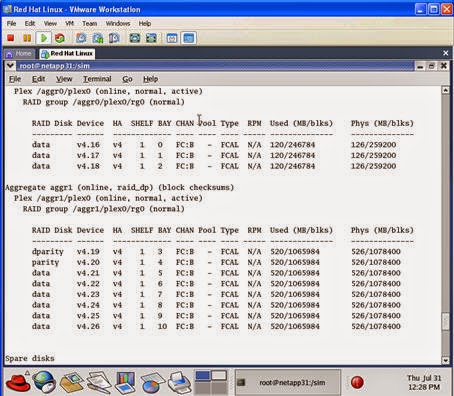 Red Hat Linux - VMware Workstation
File Edit View VM Team Windows Help
Home Red Hat Linux
root@netapp31:/sim
File Edit View Terminal Go Help
Plex /aggr0/plex0 (online, normal, active)
RAID group /aggr0/plex0/rg0 (normal)
RAID Disk Device HA SHELF BAY CHAN Pool Type RPM Used (MB/blks) Phys (MB/blks)
--------- ------ -- ----- --- ---- ---- ---- --- -------------- --------------
data v4.16 v4 1 0 FC:B - FCAL N/A 120/246784 126/259200
data v4.17 v4 1 1 FC:B - FCAL N/A 120/246784 126/259200
data v4.18 v4 1 2 FC:B - FCAL N/A 120/246784 126/259200
Aggregate aggr1 (online, raid_dp) (block checksums)
Plex /aggr1/plex0 (online, normal, active)
RAID group /aggr1/plex0/rg0 (normal)
RAID Disk Device HA SHELF BAY CHAN Pool Type RPM Used (MB/blks) Phys (MB/blks)
--------- ------ -- ----- --- ---- ---- ---- --- -------------- --------------
dparity v4.19 v4 1 3 FC:B - FCAL N/A 520/1065984 526/1078400
parity v4.20 v4 1 4 FC:B - FCAL N/A 520/1065984 526/1078400
data v4.21 v4 1 5 FC:B - FCAL N/A 520/1065984 526/1078400
data v4.22 v4 1 6 FC:B - FCAL N/A 520/1065984 526/1078400
data v4.23 v4 1 7 FC:B - FCAL N/A 520/1065984 526/1078400
data v4.24 v4 1 8 FC:B - FCAL N/A 520/1065984 526/1078400
data v4.25 v4 1 9 FC:B - FCAL N/A 520/1065984 526/1078400
data v4.26 v4 1 10 FC:B - FCAL N/A 520/1065984 526/1078400
Spare disks
root@netapp31:/sim
Thu Jul 31
12:28 PM